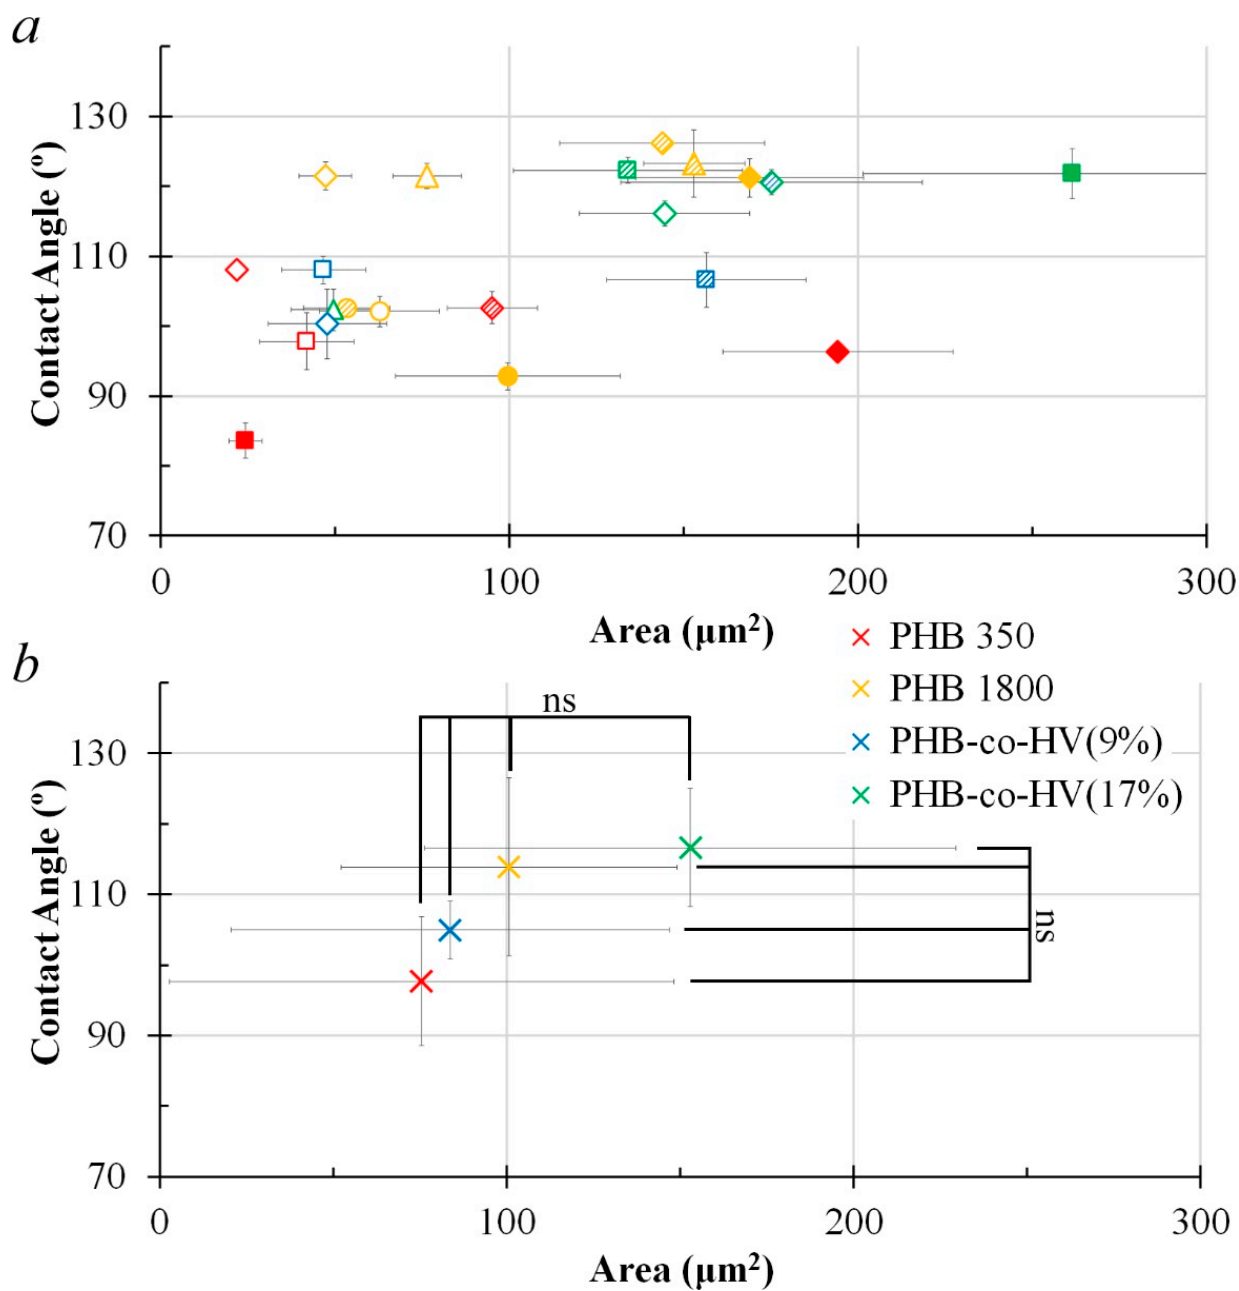 a
130
110
90
70
0 100 200 300
Contact Angle (º)
Area (μm²)
PHB 350
PHB 1800
PHB-co-HV(9%)
PHB-co-HV(17%)
b
ns
130
110
90
70
ns
0 100 200 300
Contact Angle (º)
Area (μm²)